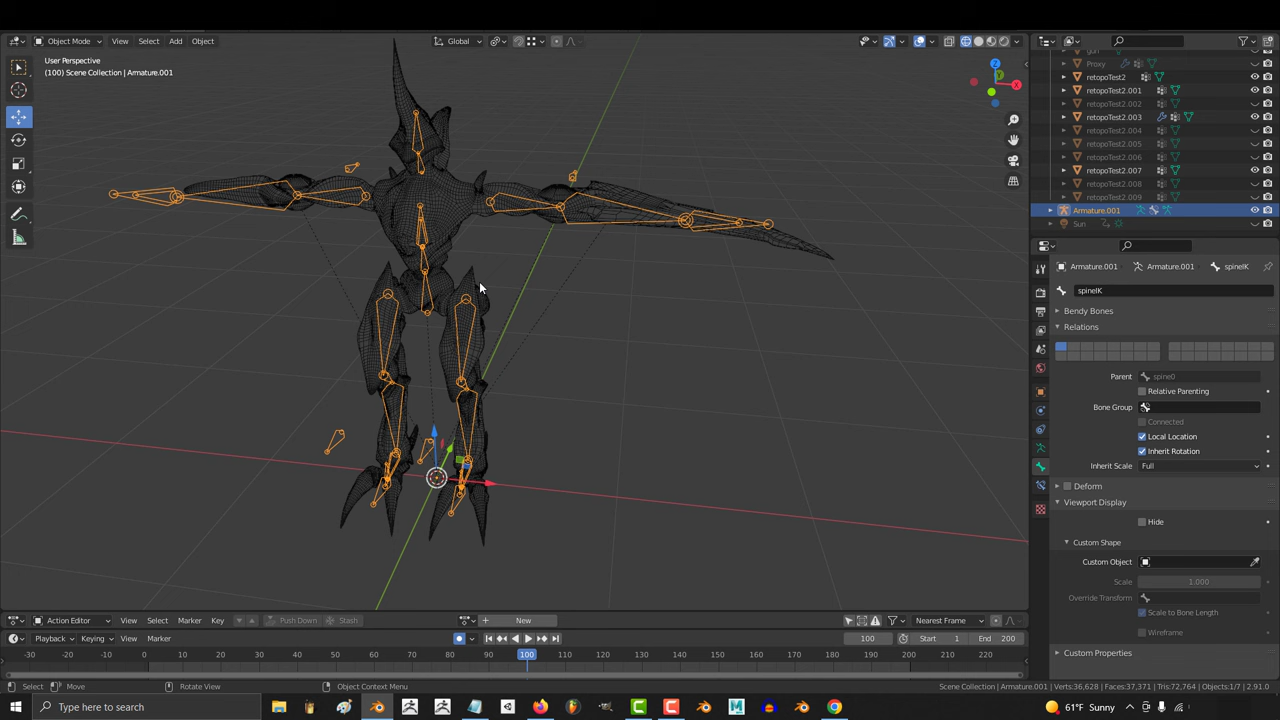 Object Mode View Select Add Object Global
User Perspective
(100) Scene Collection | Armature.001
Z
Y
X
Proxy
retopoTest2
retopoTest2.001
retopoTest2.002
retopoTest2.003
retopoTest2.004
retopoTest2.005
retopoTest2.006
retopoTest2.007
retopoTest2.008
retopoTest2.009
Armature.001
Sun
Armature.001 Armature.001 spineIK
spineIK
Bendy Bones
Relations
Parent spine0
Relative Parenting
Bone Group
Connected
Local Location
Inherit Rotation
Inherit Scale Full
Deform
Viewport Display
Hide
Custom Shape
Custom Object
Scale 1.000
Override Transform
Scale to Bone Length
Wireframe
Custom Properties
Action Editor View Select Marker Channel Key Push Down Stash New Nearest Frame
Playback Keying View Marker 100 Start 1 End 200
-30 -20 -10 0 10 20 30 40 50 60 70 80 90 100 110 120 130 140 150 160 170 180 190 200 210 220
Select Move Rotate View Object Context Menu Scene Collection | Armature.001 | Verts:36,628 | Faces:37,371 | Tris:72,764 | Objects:1/7 | 2.91.0
Type here to search 61°F Sunny